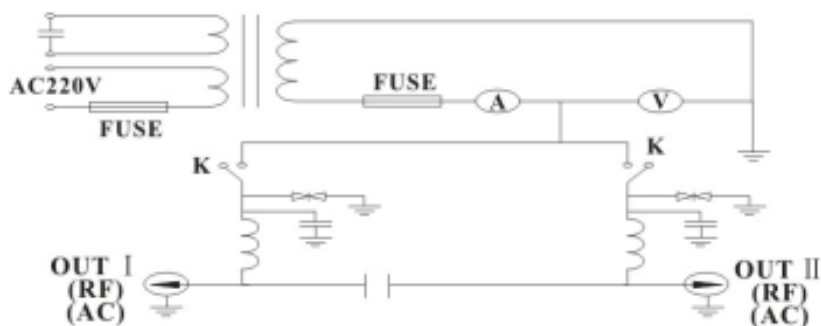 AC220V
FUSE
FUSE
A
V
K
K
OUT Ⅰ
(RF)
(AC)
OUT Ⅱ
(RF)
(AC)